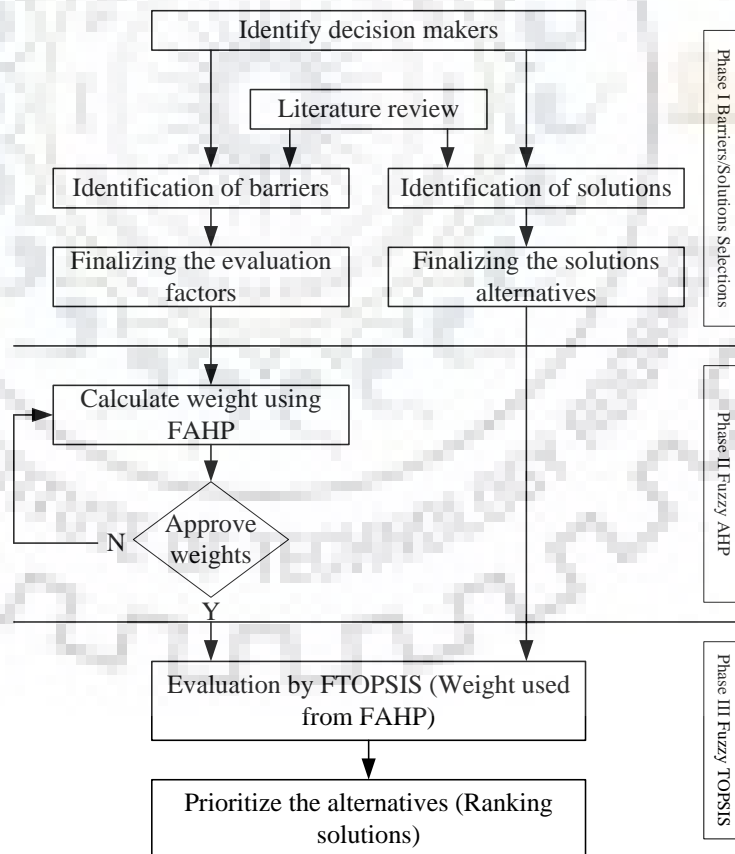 Identify decision makers
Literature review
Identification of barriers
Identification of solutions
Finalizing the evaluation
factors
Finalizing the solutions
alternatives
Phase I Barriers/Solutions Selections
Calculate weight using
FAHP
Approve
weights
N
Y
Phase II Fuzzy AHP
Evaluation by FTOPSIS (Weight used
from FAHP)
Prioritize the alternatives (Ranking
solutions)
Phase III Fuzzy TOPSIS